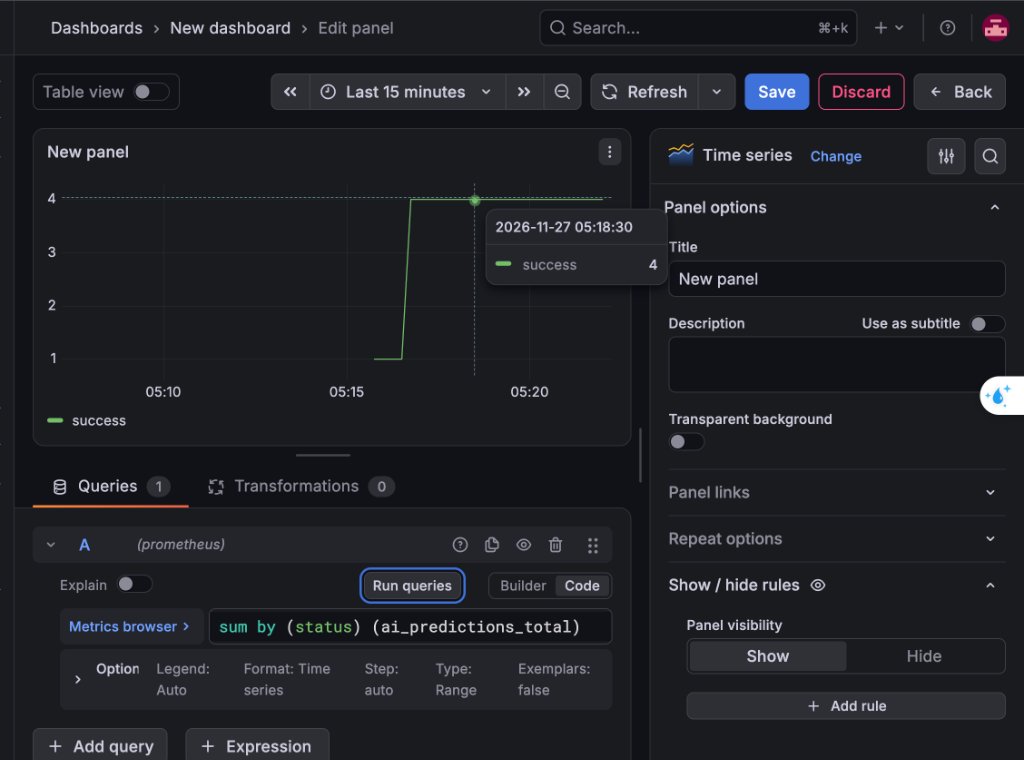 Dashboards › New dashboard › Edit panel
Search... ⌘+k
Table view
Last 15 minutes
Refresh
Save
Discard
Back
New panel
4
3
2
1
05:10 05:15 05:20
2026-11-27 05:18:30
success 4
success
Queries 1
Transformations 0
A (prometheus)
Explain
Run queries
Builder Code
Metrics browser >
sum by (status) (ai_predictions_total)
Option
Legend: Auto
Format: Time series
Step: auto
Type: Range
Exemplars: false
+ Add query
+ Expression
Time series Change
Panel options
Title
New panel
Description
Use as subtitle
Transparent background
Panel links
Repeat options
Show / hide rules
Panel visibility
Show Hide
+ Add rule